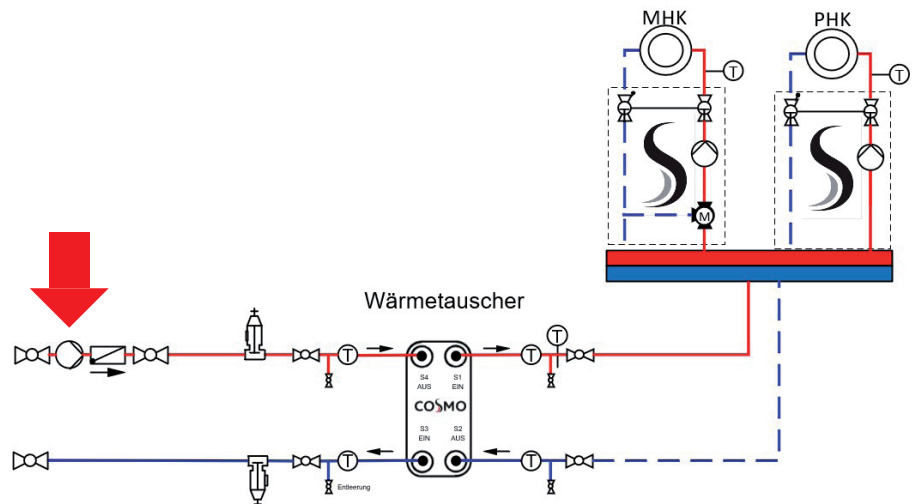 MHK
PHK
T
T
M
Wärmetauscher
T
T
T
S4
AUS
S1
EIN
COSMO
S3
EIN
S2
AUS
T
T
Entleerung